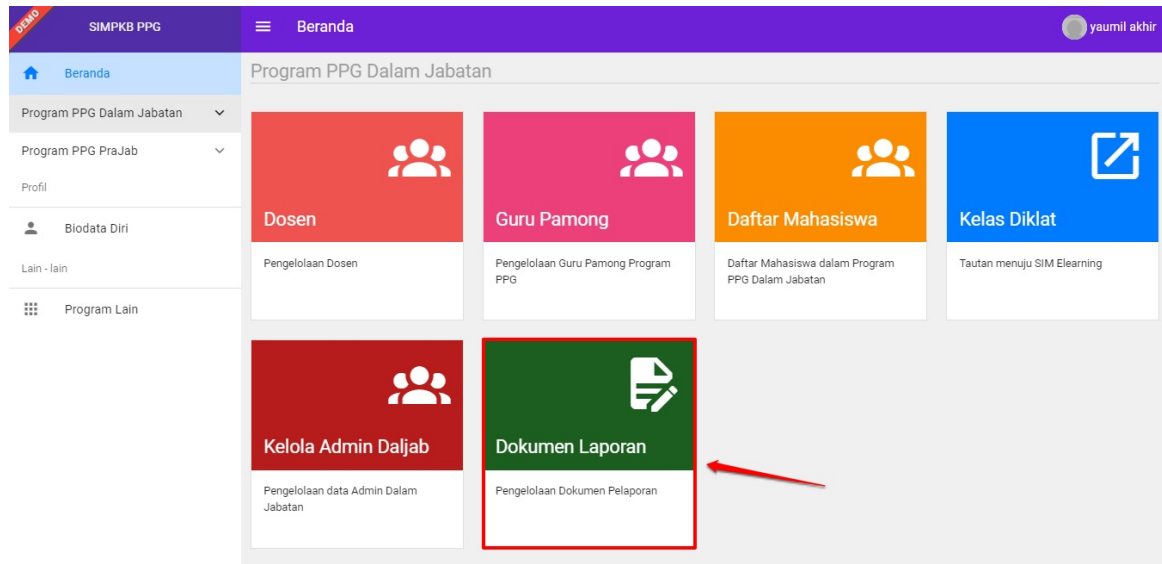 DEMO
SIMPKB PPG
Beranda
yaumil akhir
Beranda
Program PPG Dalam Jabatan
Program PPG PraJab
Profil
Biodata Diri
Lain - lain
Program Lain
Program PPG Dalam Jabatan
Dosen
Pengelolaan Dosen
Guru Pamong
Pengelolaan Guru Pamong Program
PPG
Daftar Mahasiswa
Daftar Mahasiswa dalam Program
PPG Dalam Jabatan
Kelas Diklat
Tautan menuju SIM Elearning
Kelola Admin Daljab
Pengelolaan data Admin Dalam
Jabatan
Dokumen Laporan
Pengelolaan Dokumen Pelaporan